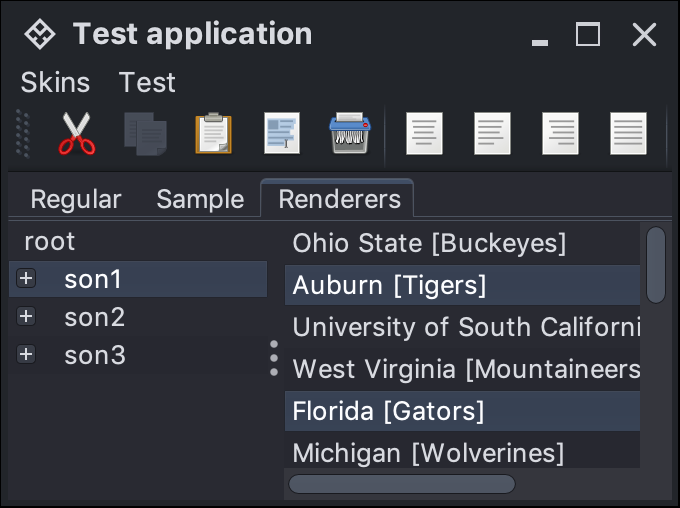 Test application
Skins Test
Regular Sample Renderers
root
son1
son2
son3
Ohio State [Buckeyes]
Auburn [Tigers]
University of South Californi
West Virginia [Mountaineers
Florida [Gators]
Michigan [Wolverines]